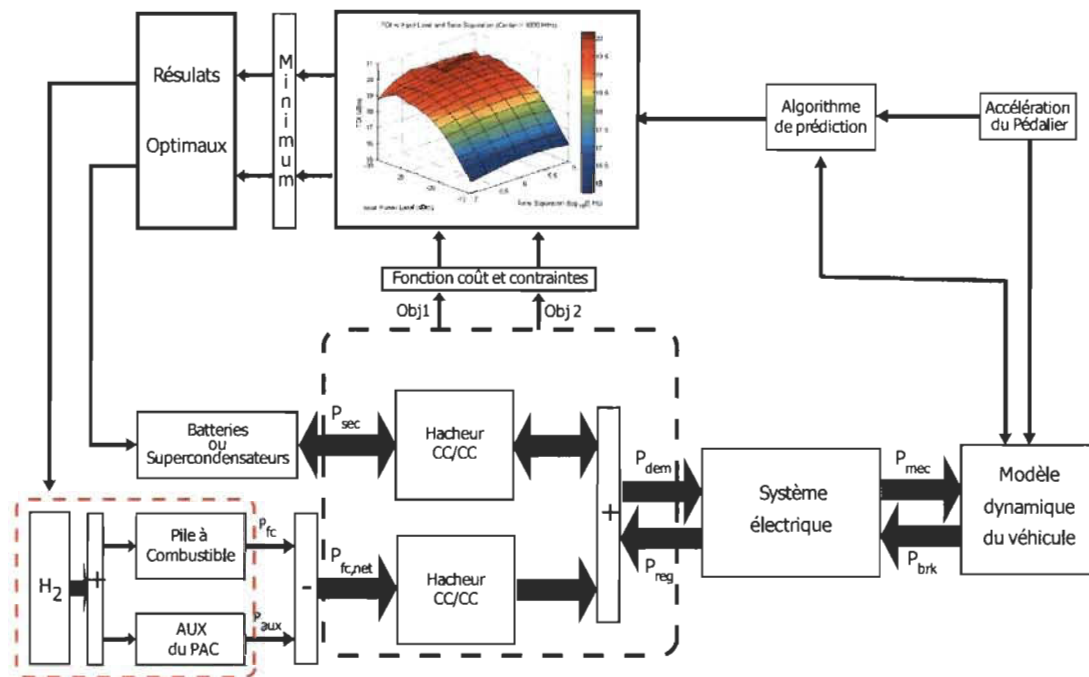 Résulats
Optimaux
Minimum
Algorithme
de prédiction
Accélération
du Pédalier
Fonction coût et contraintes
Obj1
Obj 2
Batteries
ou
Supercondensateurs
P_sec
Hacheur
CC/CC
P_dem
P_reg
Système
électrique
P_mec
P_brk
Modèle
dynamique
du véhicule
H_2
+
Pile à
Combustible
P_fc
AUX
du PAC
P_aux
-
P_fc,net
Hacheur
CC/CC
+